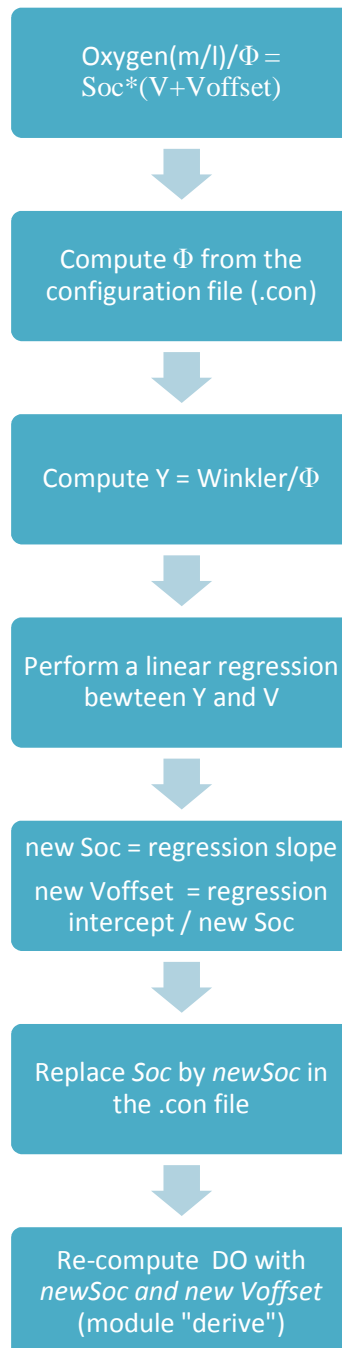 Oxygen(m/l)/Φ =
Soc*(V+Voffset)
Compute Φ from the
configuration file (.con)
Compute Y = Winkler/Φ
Perform a linear regression
bewteen Y and V
new Soc = regression slope
new Voffset = regression
intercept / new Soc
Replace Soc by newSoc in
the .con file
Re-compute DO with
newSoc and new Voffset
(module "derive")